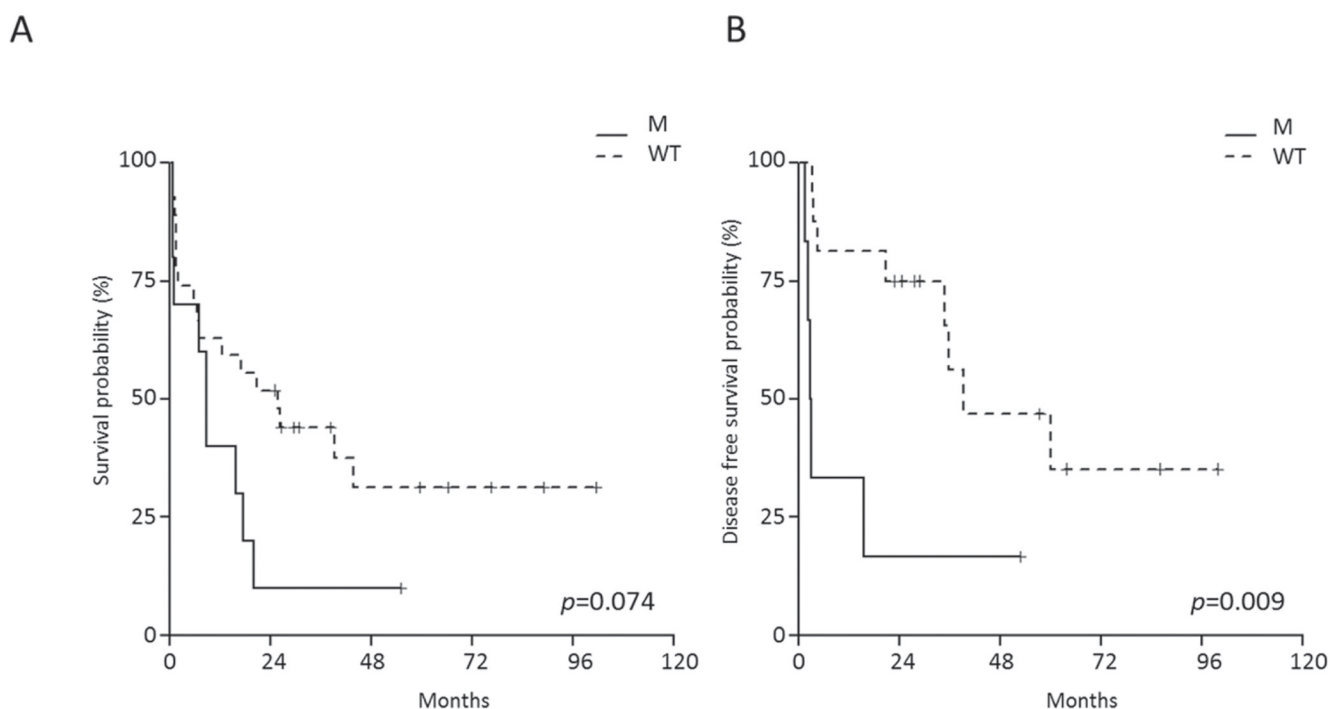 A
M
WT
100
75
50
25
0
Survival probability (%)
p=0.074
0 24 48 72 96 120
Months
B
M
WT
100
75
50
25
0
Disease free survival probability (%)
p=0.009
0 24 48 72 96 120
Months